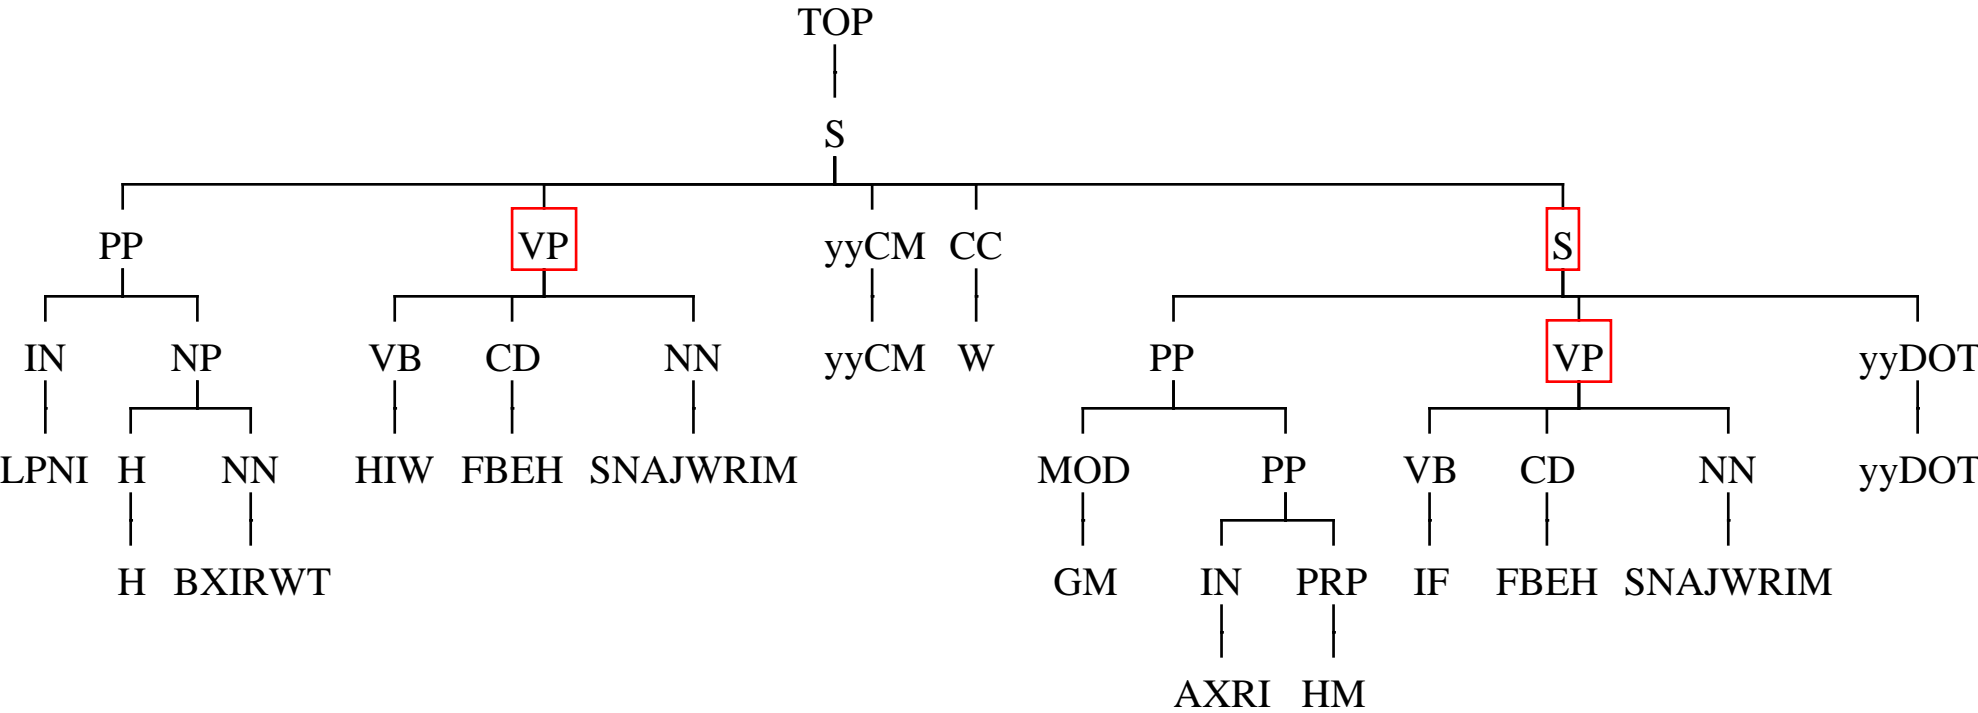 TOP
S
PP VP yyCM CC S
IN NP VB CD NN yyCM W PP VP yyDOT
LPNI H NN HIW FBEH SNAJWRIM MOD PP VB CD NN yyDOT
H BXIRWT GM IN PRP IF FBEH SNAJWRIM
AXRI HM